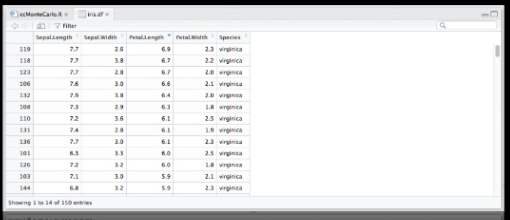 ssMonteCarlo.R × iris.df ×
Filter
Sepal.Length Sepal.Width Petal.Length Petal.Width Species
119 7.7 2.6 6.9 2.3 virginica
118 7.7 3.8 6.7 2.2 virginica
123 7.7 2.8 6.7 2.0 virginica
106 7.6 3.0 6.6 2.1 virginica
132 7.9 3.8 6.4 2.0 virginica
108 7.3 2.9 6.3 1.8 virginica
110 7.2 3.6 6.1 2.5 virginica
131 7.4 2.8 6.1 1.9 virginica
136 7.7 3.0 6.1 2.3 virginica
101 6.3 3.3 6.0 2.5 virginica
126 7.2 3.2 6.0 1.8 virginica
103 7.1 3.0 5.9 2.1 virginica
144 6.8 3.2 5.9 2.3 virginica
Showing 1 to 14 of 150 entries